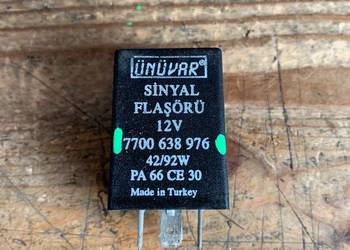 ÜNÜVAR
SİNYAL
FLAŞÖRÜ
12V
7700 638 976
42/92W
PA 66 CE 30
Made in Turkey